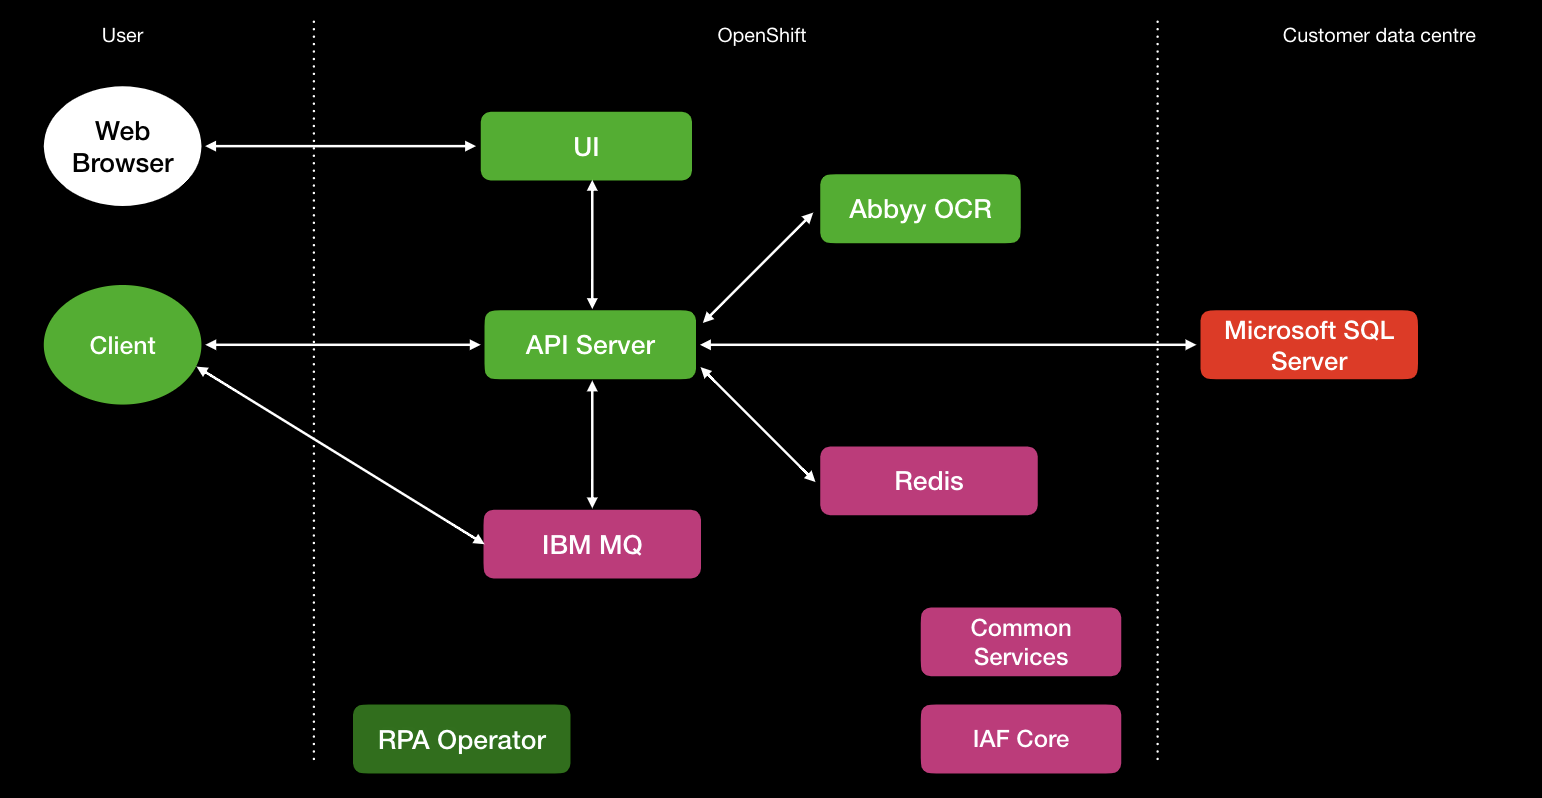 User
OpenShift
Customer data centre
Web
Browser
UI
Abbyy OCR
Client
API Server
Microsoft SQL
Server
Redis
IBM MQ
Common
Services
RPA Operator
IAF Core